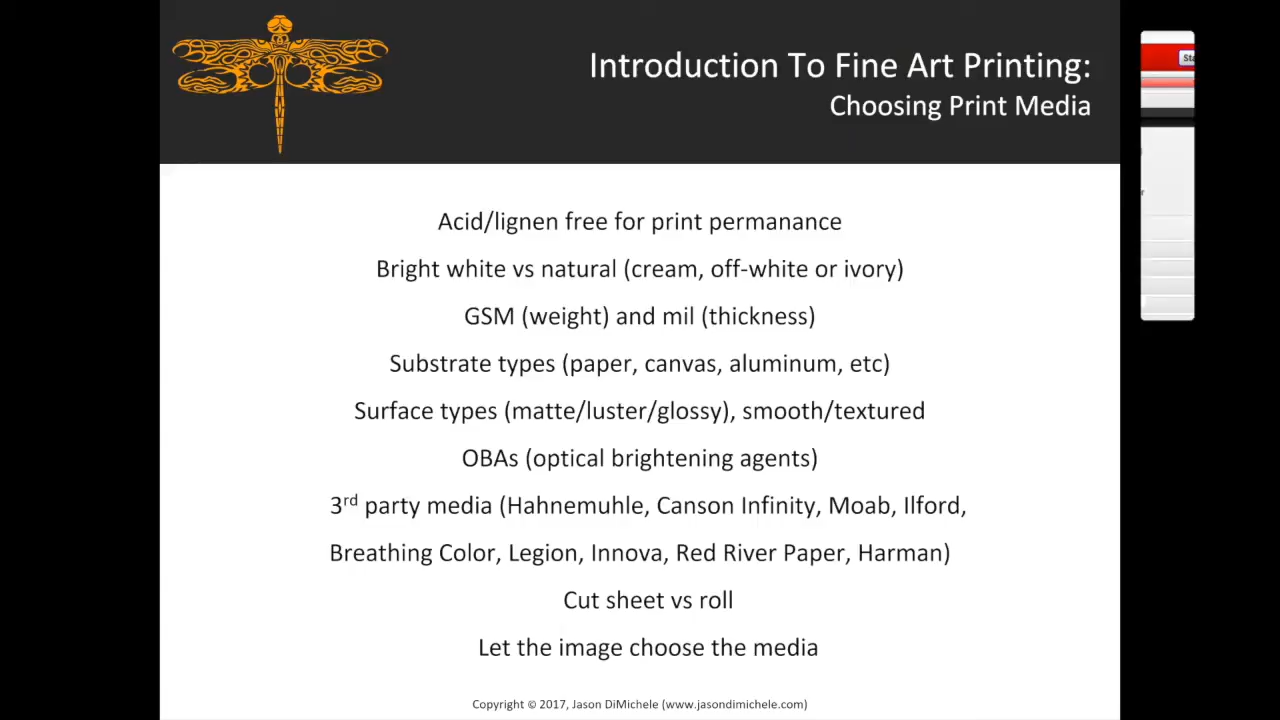 Introduction To Fine Art Printing:
Choosing Print Media
Acid/lignen free for print permanance
Bright white vs natural (cream, off-white or ivory)
GSM (weight) and mil (thickness)
Substrate types (paper, canvas, aluminum, etc)
Surface types (matte/luster/glossy), smooth/textured
OBAs (optical brightening agents)
3rd party media (Hahnemuhle, Canson Infinity, Moab, Ilford,
Breathing Color, Legion, Innova, Red River Paper, Harman)
Cut sheet vs roll
Let the image choose the media
Copyright © 2017, Jason DiMichele (www.jasondimichele.com)